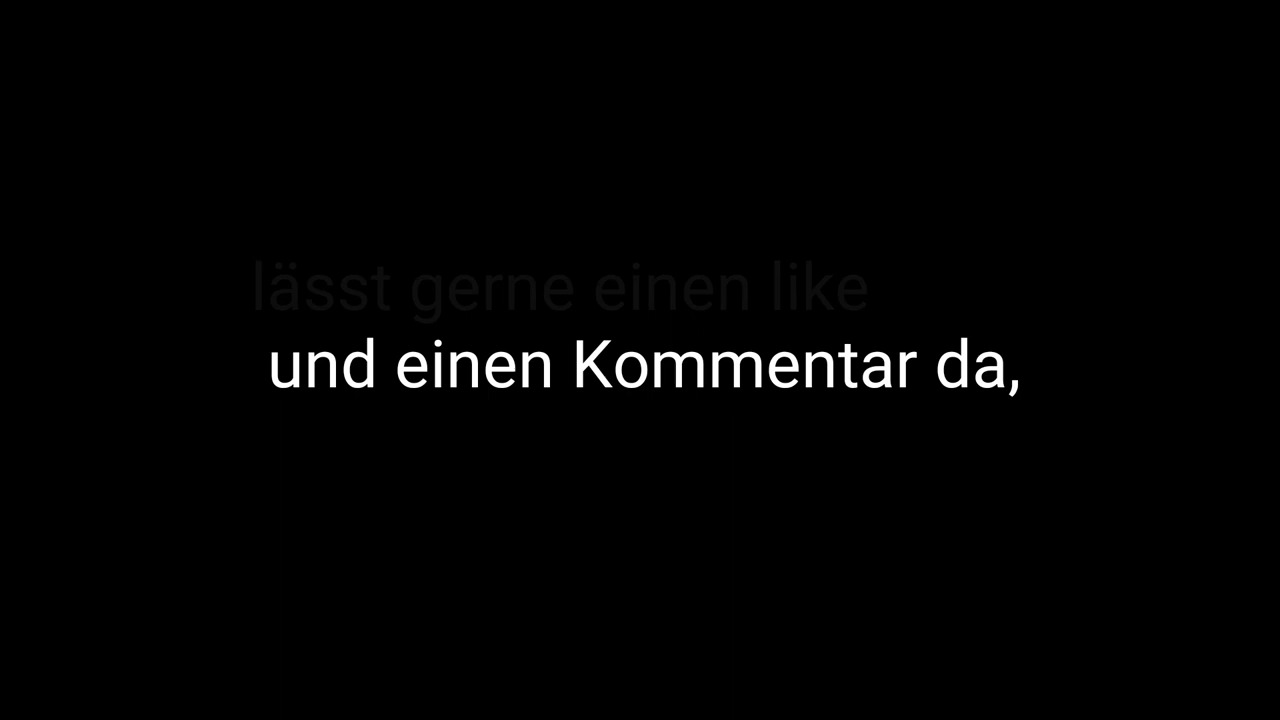 lässt gerne einen like
und einen Kommentar da,